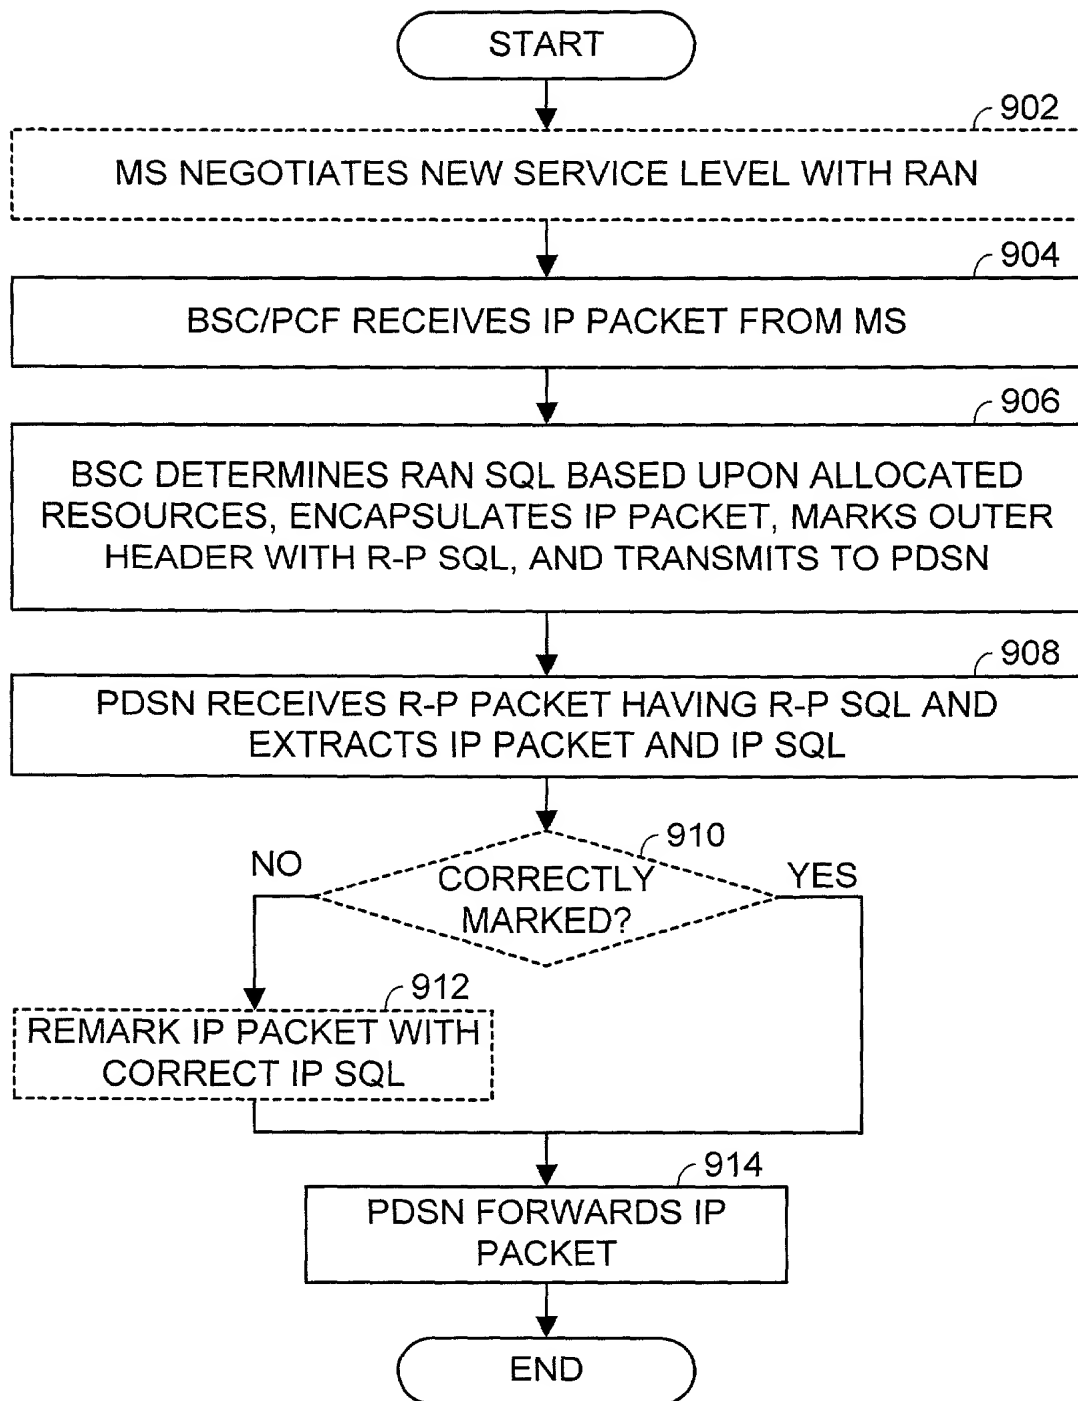 START
902
MS NEGOTIATES NEW SERVICE LEVEL WITH RAN
904
BSC/PCF RECEIVES IP PACKET FROM MS
906
BSC DETERMINES RAN SQL BASED UPON ALLOCATED
RESOURCES, ENCAPSULATES IP PACKET, MARKS OUTER
HEADER WITH R-P SQL, AND TRANSMITS TO PDSN
908
PDSN RECEIVES R-P PACKET HAVING R-P SQL AND
EXTRACTS IP PACKET AND IP SQL
910
NO
CORRECTLY
MARKED?
YES
912
REMARK IP PACKET WITH
CORRECT IP SQL
914
PDSN FORWARDS IP
PACKET
END